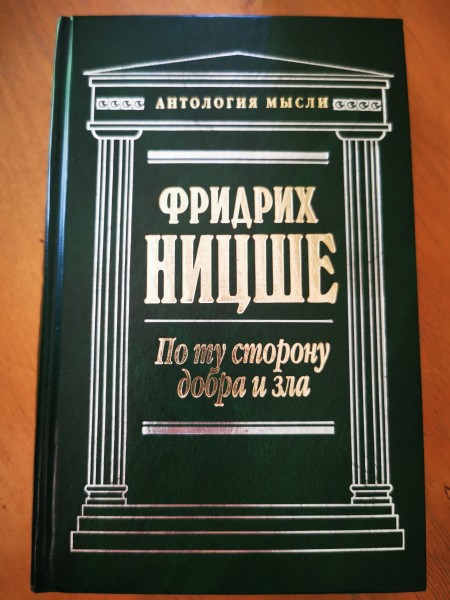 АНТОЛОГИЯ МЫСЛИ
ФРИДРИХ
НИЦШЕ
По ту сторону
добра и зла